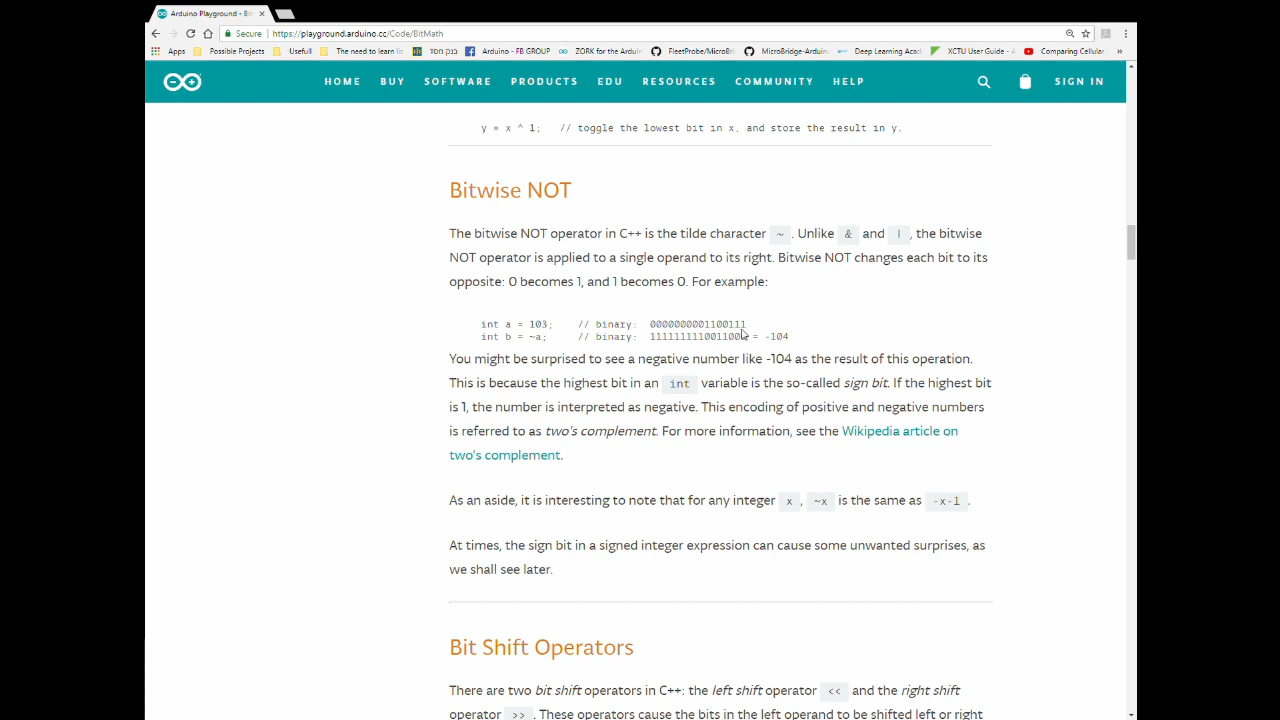 Arduino Playground - Bit
Secure https://playground.arduino.cc/Code/BitMath
Apps Possible Projects Usefull The need to learn li בנק מסד Arduino - FB GROUP ZORK for the Arduin FleetProbe/MicroBri MicroBridge-Arduin Deep Learning Acad XCTU User Guide - A Comparing Cellular »
HOME BUY SOFTWARE PRODUCTS EDU RESOURCES COMMUNITY HELP SIGN IN
y = x ^ 1; // toggle the lowest bit in x, and store the result in y.
Bitwise NOT
The bitwise NOT operator in C++ is the tilde character ~ . Unlike & and | , the bitwise
NOT operator is applied to a single operand to its right. Bitwise NOT changes each bit to its
opposite: 0 becomes 1, and 1 becomes 0. For example:
int a = 103; // binary: 0000000001100111
int b = ~a; // binary: 1111111110011000 = -104
You might be surprised to see a negative number like -104 as the result of this operation.
This is because the highest bit in an int variable is the so-called sign bit. If the highest bit
is 1, the number is interpreted as negative. This encoding of positive and negative numbers
is referred to as two's complement. For more information, see the Wikipedia article on
two's complement.
As an aside, it is interesting to note that for any integer x , ~x is the same as -x-1 .
At times, the sign bit in a signed integer expression can cause some unwanted surprises, as
we shall see later.
Bit Shift Operators
There are two bit shift operators in C++: the left shift operator << and the right shift
operator >> . These operators cause the bits in the left operand to be shifted left or right